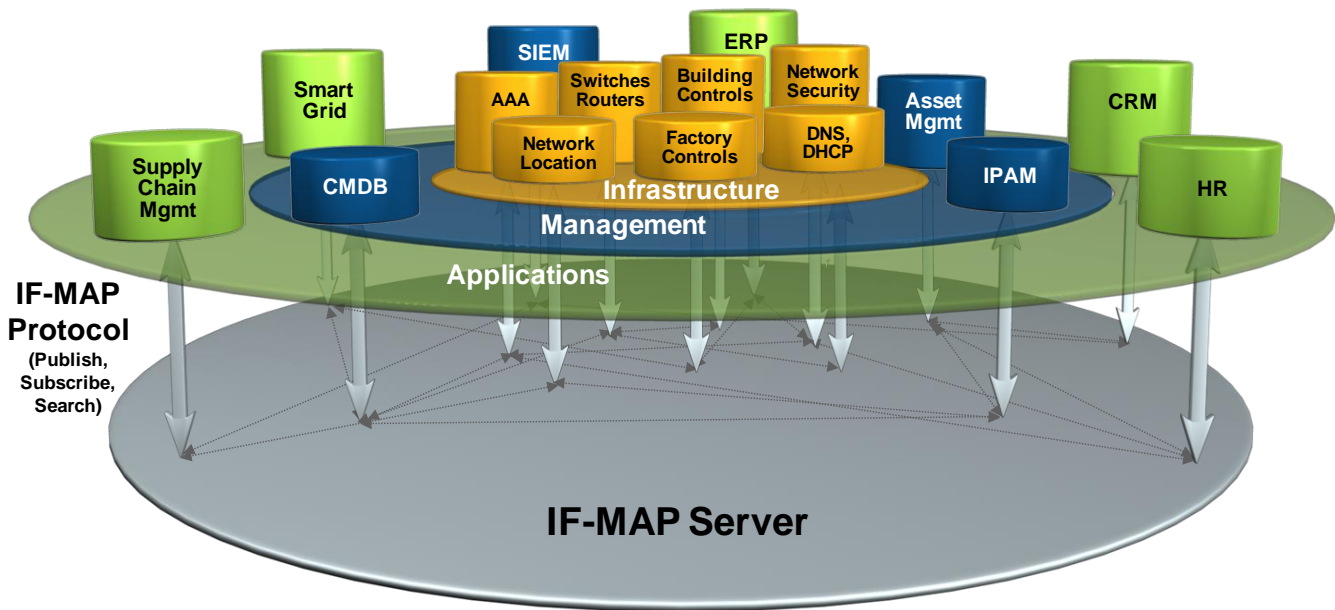 SIEM
ERP
Smart
Grid
AAA
Switches
Routers
Building
Controls
Network
Security
Asset
Mgmt
CRM
Supply
Chain
Mgmt
CMDB
Network
Location
Factory
Controls
DNS,
DHCP
IPAM
HR
Infrastructure
Management
Applications
IF-MAP
Protocol
(Publish,
Subscribe,
Search)
IF-MAP Server